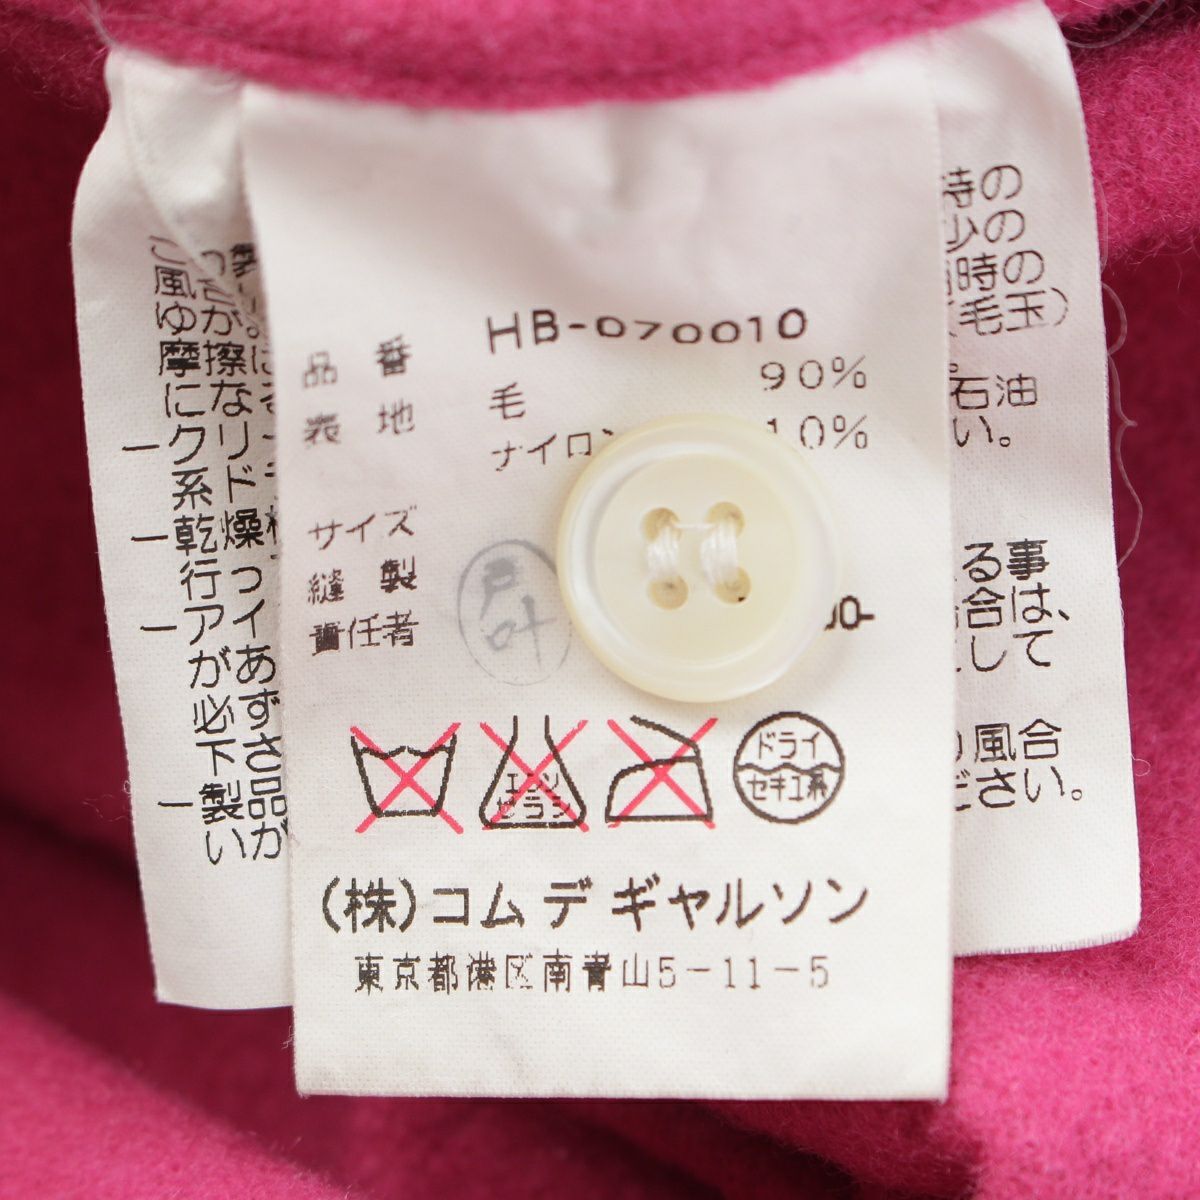 品番 HB-070010
表地 毛 90%
ナイロン 10%
サイズ
縫製
責任者
戸叶
00-
エンソ
サラシ
ドライ
セキユ系
(株)コム デ ギャルソン
東京都港区南青山5-11-5
風合
ゆが
摩擦
にな
ークリ
系ド
ー乾燥
行っ
ーアイ
があ
必ず
下さ
ー製品
いが
時の
少の
時の
(毛玉)
石油
い。
る事
合は、
して
風合
ださい。